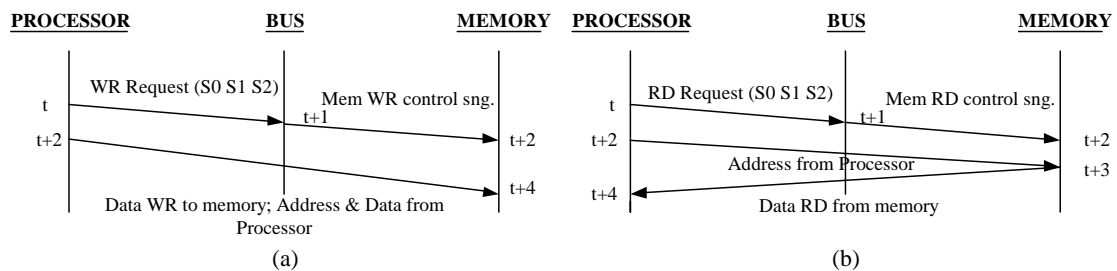 PROCESSOR BUS MEMORY
WR Request (S0 S1 S2)
Mem WR control sng.
t
t+1
t+2
t+2
t+4
Data WR to memory; Address & Data from
Processor
(a)
PROCESSOR BUS MEMORY
RD Request (S0 S1 S2)
Mem RD control sng.
t
t+1
t+2
t+2
Address from Processor
t+3
t+4
Data RD from memory
(b)